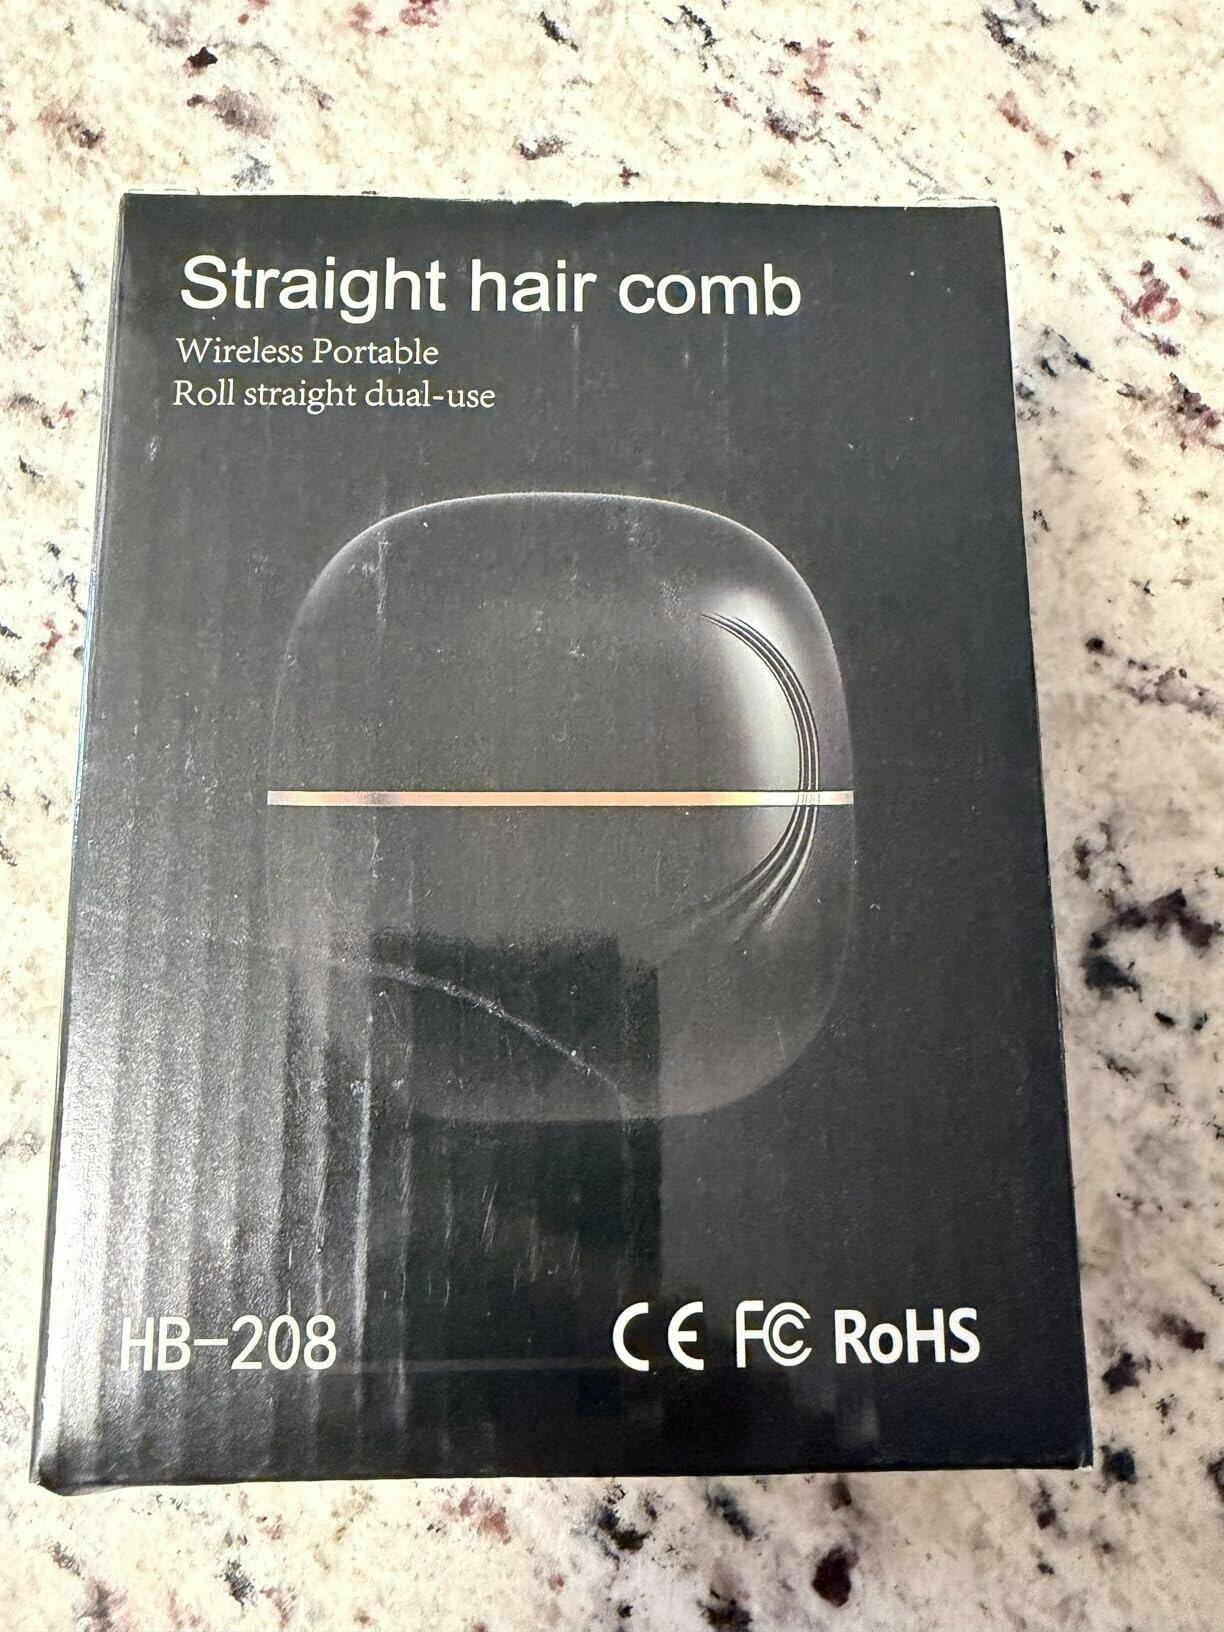 Straight hair comb
Wireless Portable
Roll straight dual-use
HB-208 CE FC RoHS